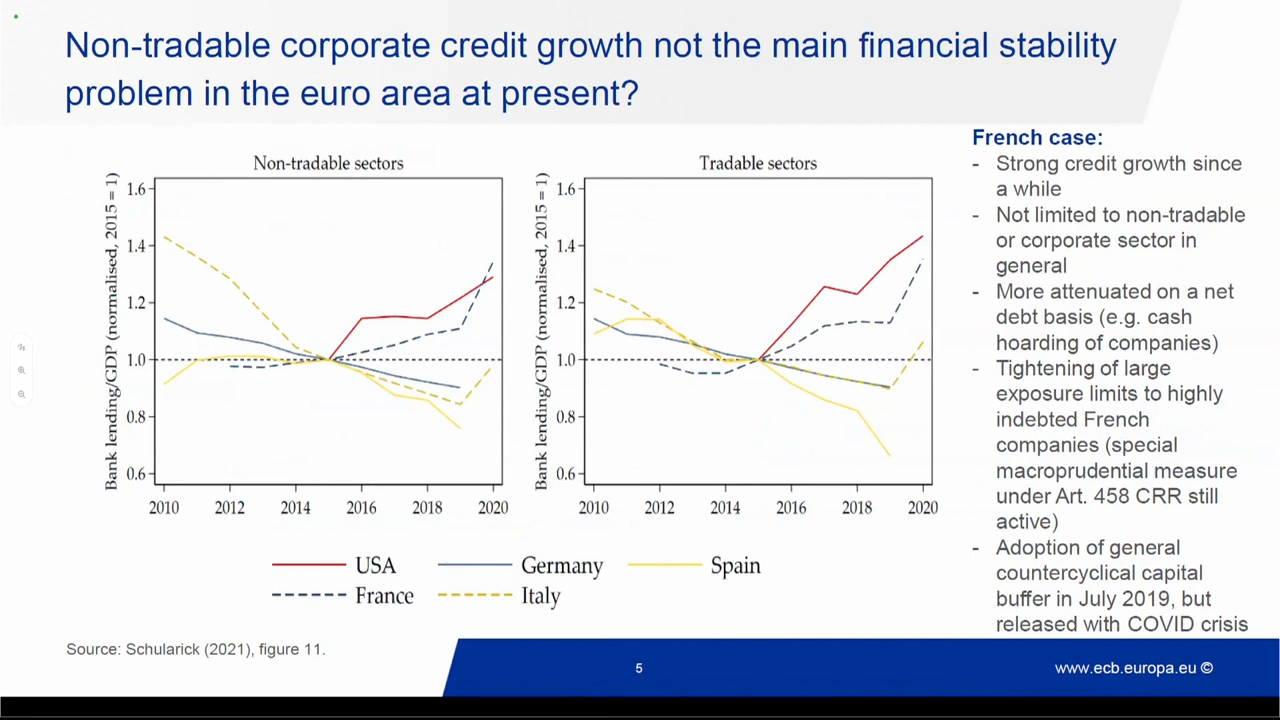 Non-tradable corporate credit growth not the main financial stability
problem in the euro area at present?
Non-tradable sectors
Bank lending/GDP (normalised, 2015 = 1)
1.6
1.4
1.2
1.0
0.8
0.6
2010 2012 2014 2016 2018 2020
Tradable sectors
Bank lending/GDP (normalised, 2015 = 1)
1.6
1.4
1.2
1.0
0.8
0.6
2010 2012 2014 2016 2018 2020
USA Germany Spain
France Italy
French case:
- Strong credit growth since
a while
- Not limited to non-tradable
or corporate sector in
general
- More attenuated on a net
debt basis (e.g. cash
hoarding of companies)
- Tightening of large
exposure limits to highly
indebted French
companies (special
macroprudential measure
under Art. 458 CRR still
active)
- Adoption of general
countercyclical capital
buffer in July 2019, but
released with COVID crisis
Source: Schularick (2021), figure 11.
5
www.ecb.europa.eu ©